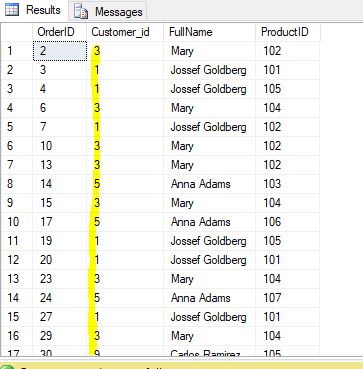 Results Messages
OrderID Customer_id FullName ProductID
1 2 3 Mary 102
2 3 1 Jossef Goldberg 101
3 4 1 Jossef Goldberg 105
4 6 3 Mary 104
5 7 1 Jossef Goldberg 102
6 10 3 Mary 102
7 13 3 Mary 102
8 14 5 Anna Adams 103
9 15 3 Mary 104
10 17 5 Anna Adams 106
11 19 1 Jossef Goldberg 105
12 20 1 Jossef Goldberg 101
13 23 3 Mary 104
14 24 5 Anna Adams 107
15 27 1 Jossef Goldberg 101
16 29 3 Mary 104
17 30 9 Carlos Ramirez 105